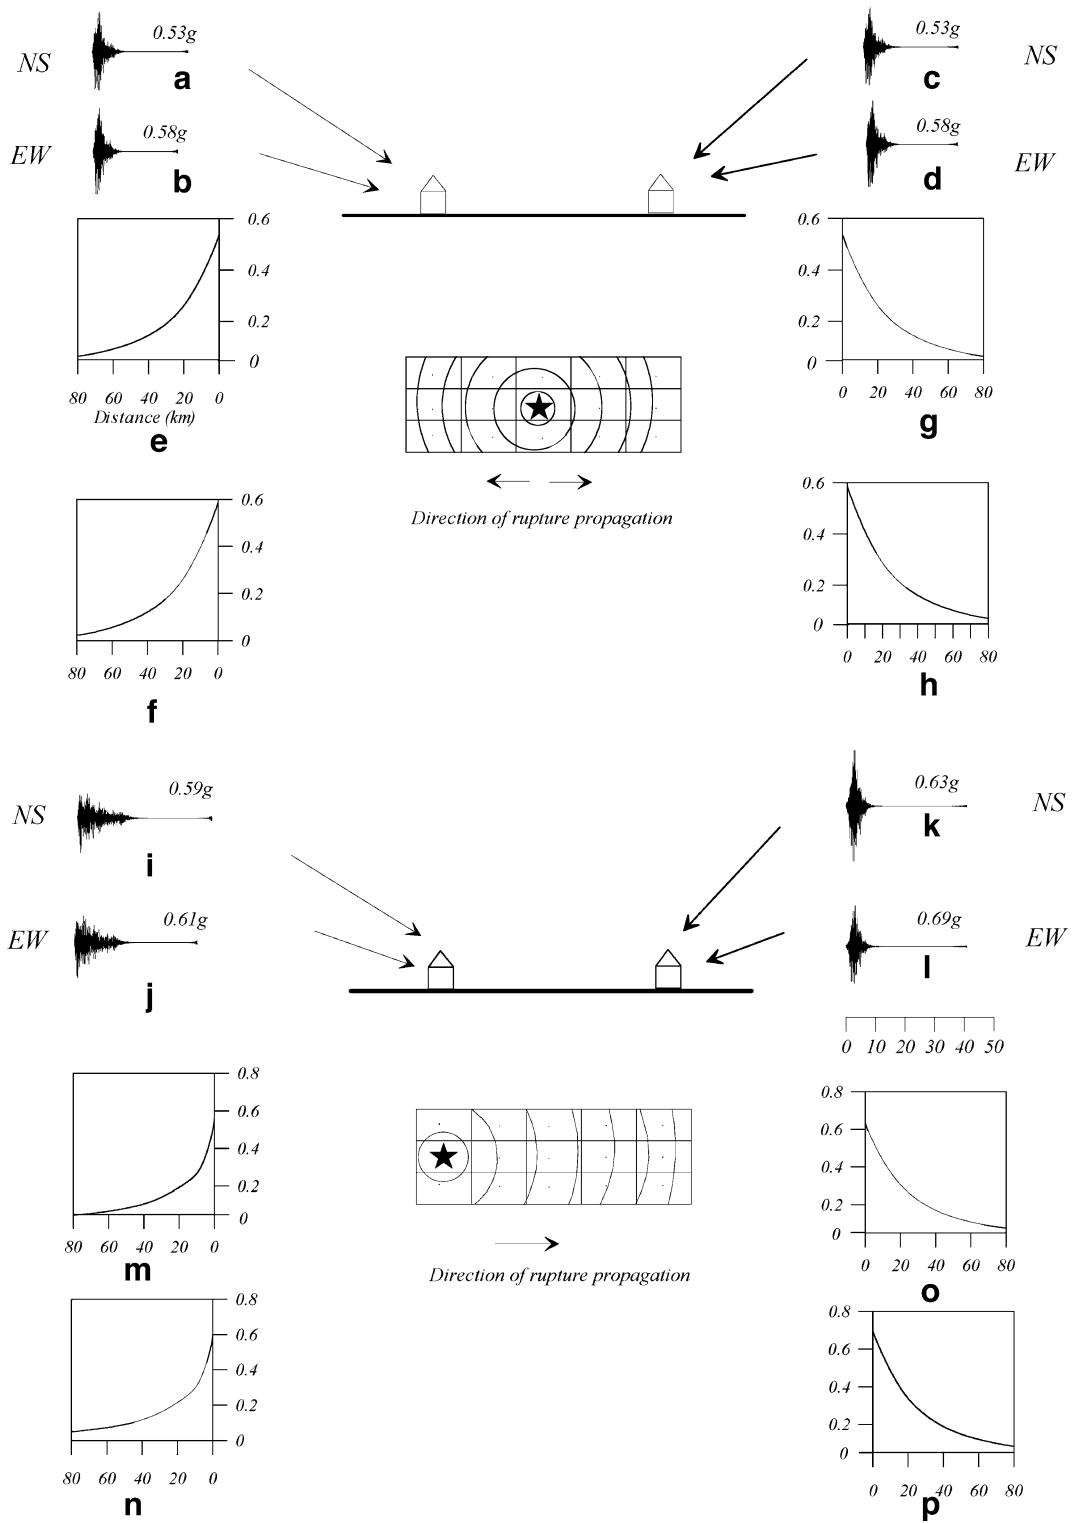 0.53g
NS
a
0.58g
EW
b
0.53g
NS
c
0.58g
EW
d
0.6
0.4
0.2
0
80 60 40 20 0
Distance (km)
e
0.6
0.4
0.2
0
0 20 40 60 80
g
Direction of rupture propagation
0.6
0.4
0.2
0
80 60 40 20 0
f
0.6
0.4
0.2
0
0 20 40 60 80
h
0.59g
NS
i
0.61g
EW
j
0.63g
NS
k
0.69g
EW
l
0 10 20 30 40 50
0.8
0.6
0.4
0.2
0
80 60 40 20 0
m
0.8
0.6
0.4
0.2
0
0 20 40 60 80
o
Direction of rupture propagation
0.8
0.6
0.4
0.2
0
80 60 40 20 0
n
0.8
0.6
0.4
0.2
0
0 20 40 60 80
p